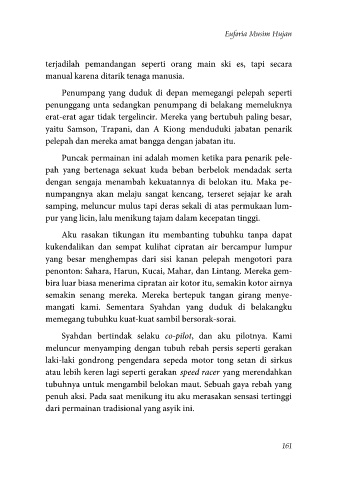 Euforia Musim Hujan
terjadilah pemandangan seperti orang main ski es, tapi secara
manual karena ditarik tenaga manusia.
Penumpang yang duduk di depan memegangi pelepah seperti
penunggang unta sedangkan penumpang di belakang memeluknya
erat-erat agar tidak tergelincir. Mereka yang bertubuh paling besar,
yaitu Samson, Trapani, dan A Kiong menduduki jabatan penarik
pelepah dan mereka amat bangga dengan jabatan itu.
Puncak permainan ini adalah momen ketika para penarik pele-
pah yang bertenaga sekuat kuda beban berbelok mendadak serta
dengan sengaja menambah kekuatannya di belokan itu. Maka pe-
numpangnya akan melaju sangat kencang, terseret sejajar ke arah
samping, meluncur mulus tapi deras sekali di atas permukaan lum-
pur yang licin, lalu menikung tajam dalam kecepatan tinggi.
Aku rasakan tikungan itu membanting tubuhku tanpa dapat
kukendalikan dan sempat kulihat cipratan air bercampur lumpur
yang besar menghempas dari sisi kanan pelepah mengotori para
penonton: Sahara, Harun, Kucai, Mahar, dan Lintang. Mereka gem-
bira luar biasa menerima cipratan air kotor itu, semakin kotor airnya
semakin senang mereka. Mereka bertepuk tangan girang menye-
mangati kami. Sementara Syahdan yang duduk di belakangku
memegang tubuhku kuat-kuat sambil bersorak-sorai.
Syahdan bertindak selaku co-pilot, dan aku pilotnya. Kami
meluncur menyamping dengan tubuh rebah persis seperti gerakan
laki-laki gondrong pengendara sepeda motor tong setan di sirkus
atau lebih keren lagi seperti gerakan speed racer yang merendahkan
tubuhnya untuk mengambil belokan maut. Sebuah gaya rebah yang
penuh aksi. Pada saat menikung itu aku merasakan sensasi tertinggi
dari permainan tradisional yang asyik ini.
161